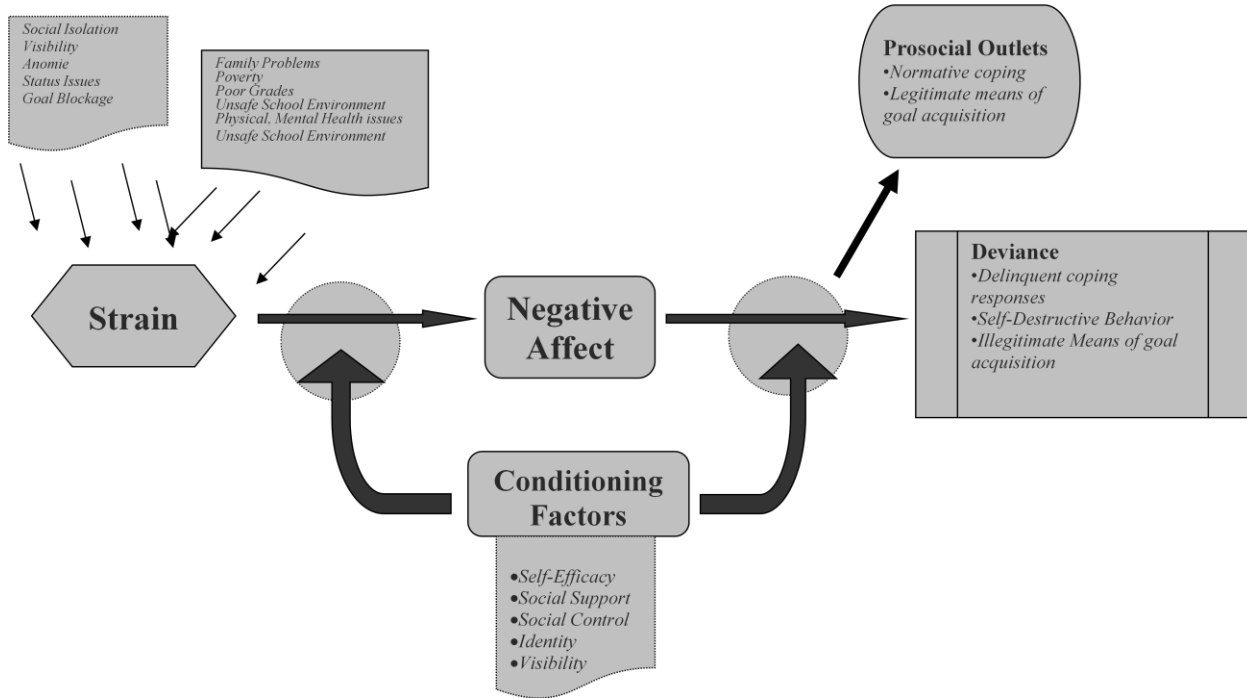 Social Isolation
Visibility
Anomie
Status Issues
Goal Blockage
Family Problems
Poverty
Poor Grades
Unsafe School Environment
Physical, Mental Health issues
Unsafe School Environment
Prosocial Outlets
•Normative coping
•Legitimate means of
goal acquisition
Strain
Negative
Affect
Deviance
•Delinquent coping
responses
•Self-Destructive Behavior
•Illegitimate Means of goal
acquisition
Conditioning
Factors
•Self-Efficacy
•Social Support
•Social Control
•Identity
•Visibility